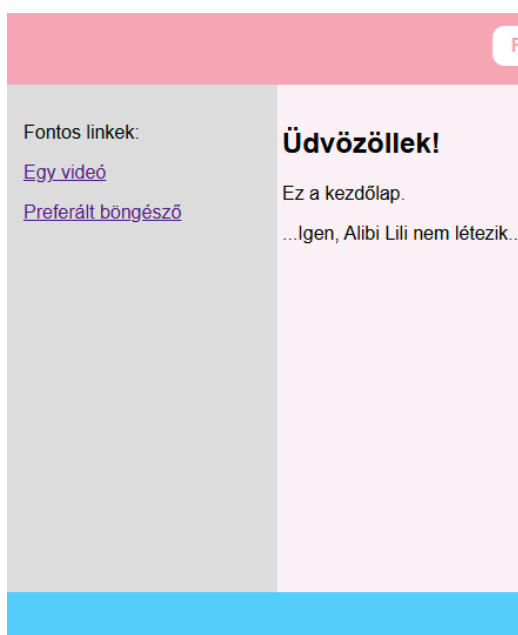 F
Fontos linkek:
Egy videó
Preferált böngésző
Üdvözöllek!
Ez a kezdőlap.
...Igen, Alibi Lili nem létezik..